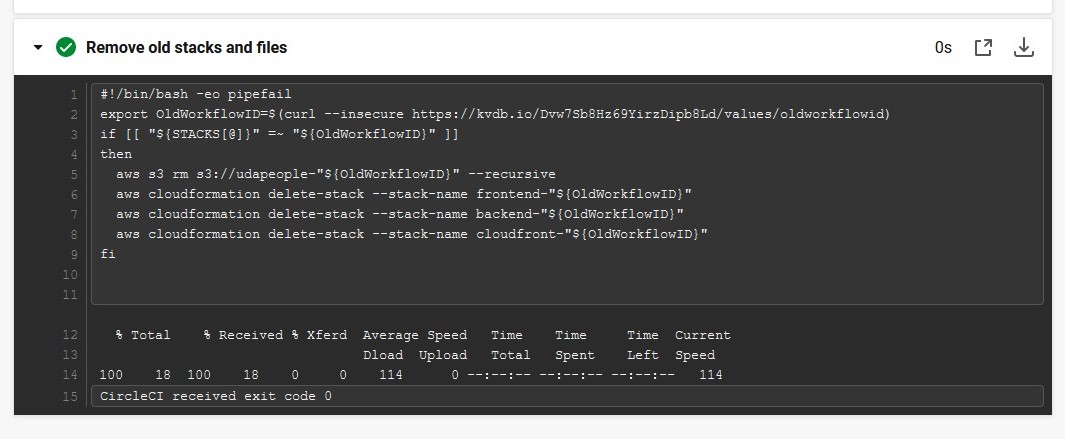 Remove old stacks and files 0s
1 #!/bin/bash -eo pipefail
2 export OldWorkflowID=$(curl --insecure https://kvdb.io/Dvw7Sb8Hz69YirzDipb8Ld/values/oldworkflowid)
3 if [[ "${STACKS[@]}" =~ "${OldWorkflowID}" ]]
4 then
5   aws s3 rm s3://udapeople-"${OldWorkflowID}" --recursive
6   aws cloudformation delete-stack --stack-name frontend-"${OldWorkflowID}"
7   aws cloudformation delete-stack --stack-name backend-"${OldWorkflowID}"
8   aws cloudformation delete-stack --stack-name cloudfront-"${OldWorkflowID}"
9 fi
10
11
12   % Total    % Received % Xferd  Average Speed   Time    Time     Time  Current
13                                  Dload  Upload   Total   Spent    Left  Speed
14 100    18  100    18    0     0    114      0 --:--:-- --:--:-- --:--:--   114
15 CircleCI received exit code 0